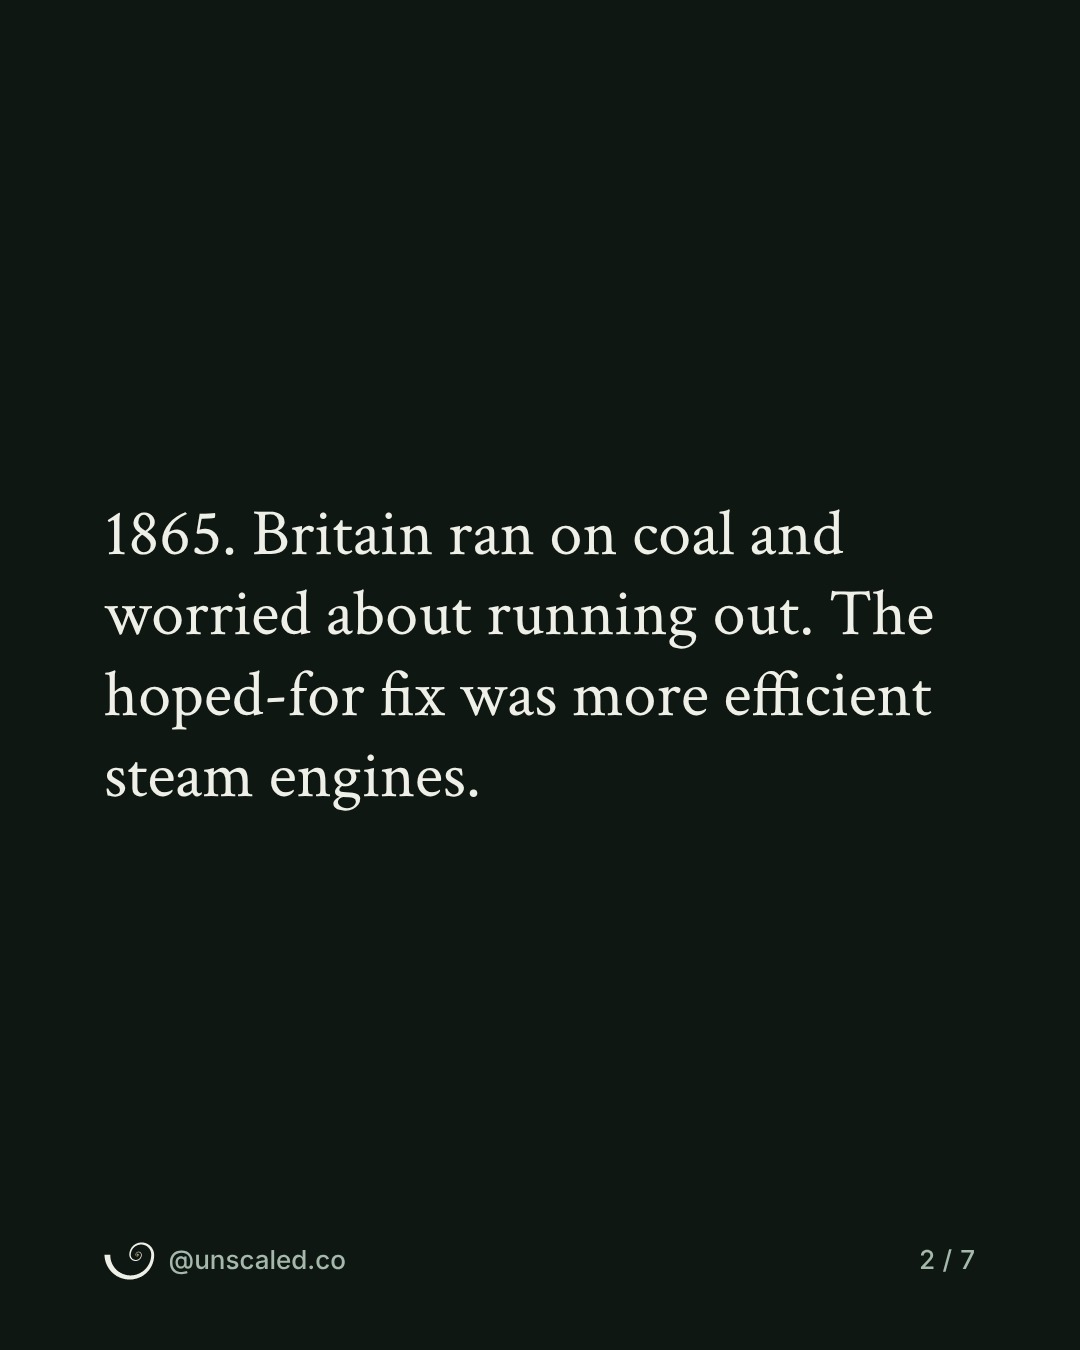 1865. Britain ran on coal and
worried about running out. The
hoped-for fix was more efficient
steam engines.
@unscaled.co
2 / 7